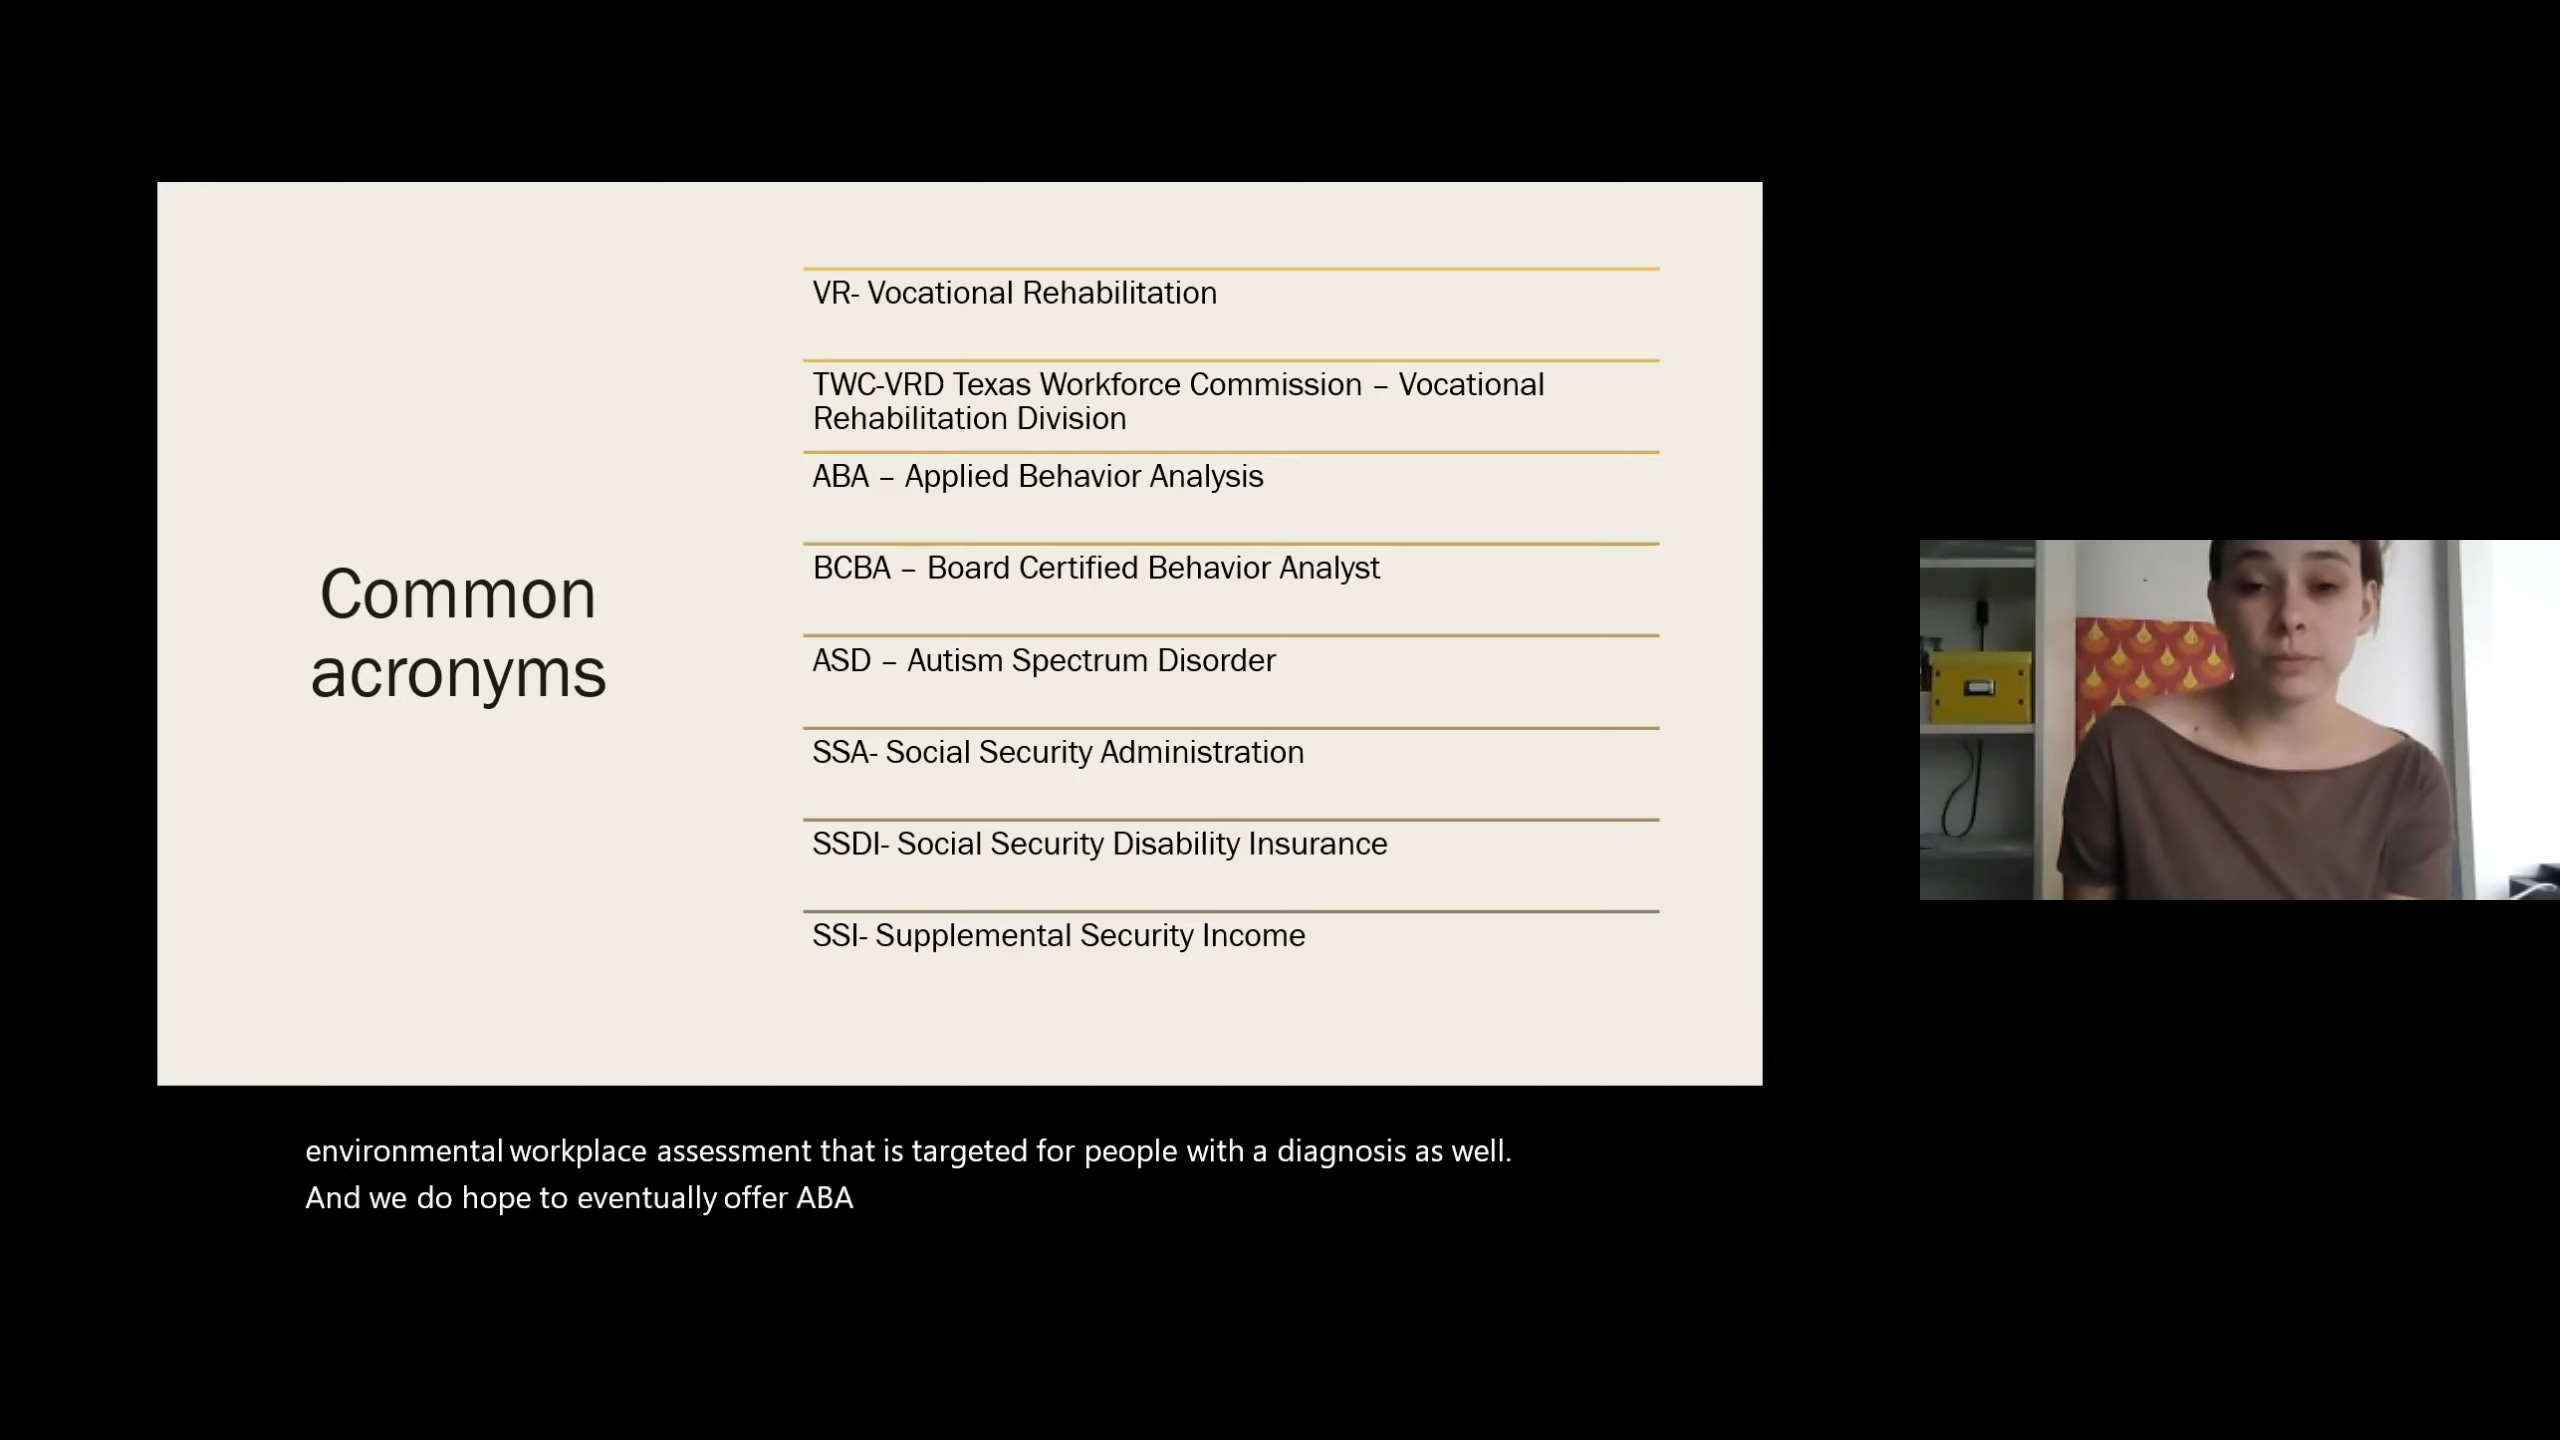 Common
acronyms
VR- Vocational Rehabilitation
TWC-VRD Texas Workforce Commission – Vocational
Rehabilitation Division
ABA – Applied Behavior Analysis
BCBA – Board Certified Behavior Analyst
ASD – Autism Spectrum Disorder
SSA- Social Security Administration
SSDI- Social Security Disability Insurance
SSI- Supplemental Security Income
environmental workplace assessment that is targeted for people with a diagnosis as well.
And we do hope to eventually offer ABA